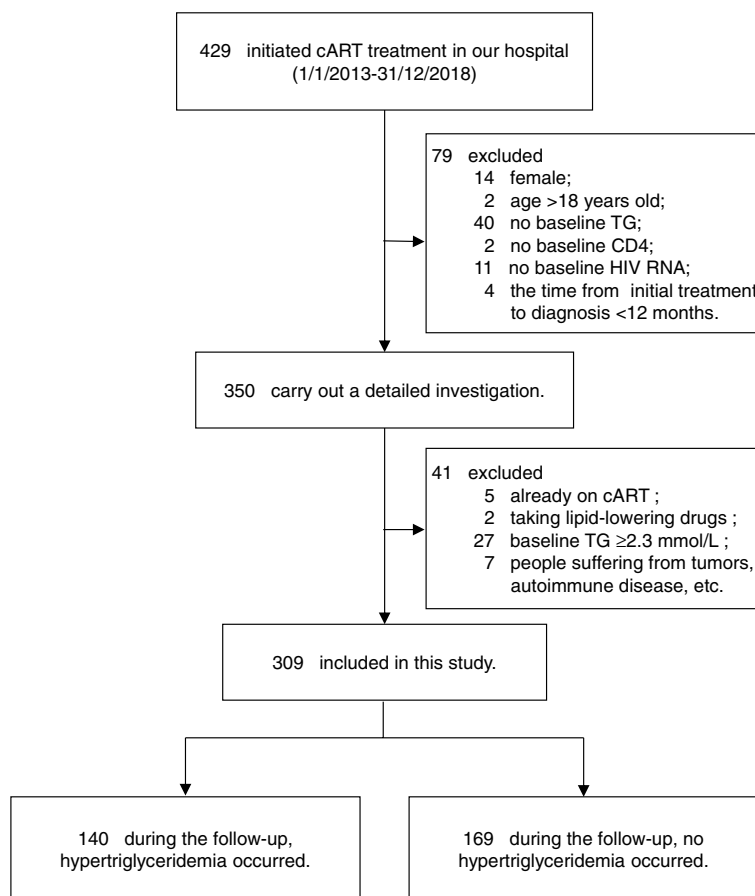 429 initiated cART treatment in our hospital
(1/1/2013-31/12/2018)
79 excluded
14 female;
2 age >18 years old;
40 no baseline TG;
2 no baseline CD4;
11 no baseline HIV RNA;
4 the time from initial treatment
to diagnosis <12 months.
350 carry out a detailed investigation.
41 excluded
5 already on cART ;
2 taking lipid-lowering drugs ;
27 baseline TG ≥2.3 mmol/L ;
7 people suffering from tumors,
autoimmune disease, etc.
309 included in this study.
140 during the follow-up,
hypertriglyceridemia occurred.
169 during the follow-up, no
hypertriglyceridemia occurred.